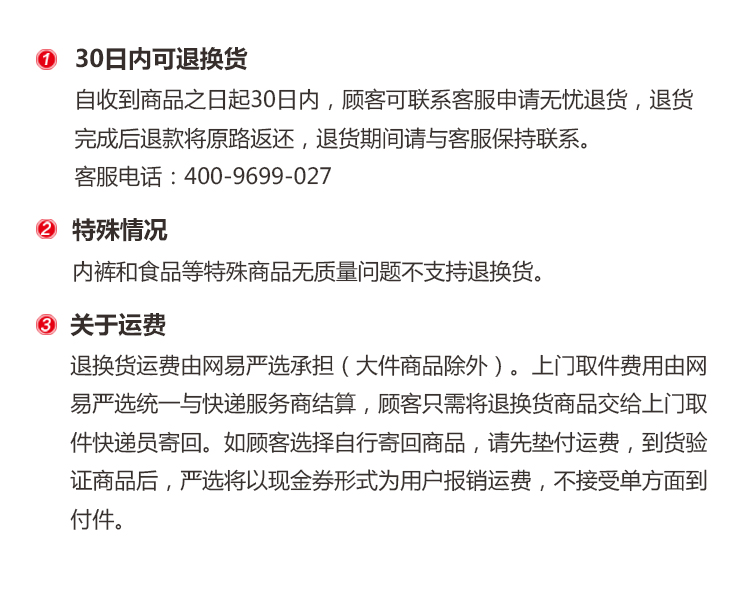 1 30日内可退换货
自收到商品之日起30日内，顾客可联系客服申请无忧退货，退货
完成后退款将原路返还，退货期间请与客服保持联系。
客服电话：400-9699-027
2 特殊情况
内裤和食品等特殊商品无质量问题不支持退换货。
3 关于运费
退换货运费由网易严选承担（大件商品除外）。上门取件费用由网
易严选统一与快递服务商结算，顾客只需将退换货商品交给上门取
件快递员寄回。如顾客选择自行寄回商品，请先垫付运费，到货验
证商品后，严选将以现金券形式为用户报销运费，不接受单方面到
付件。